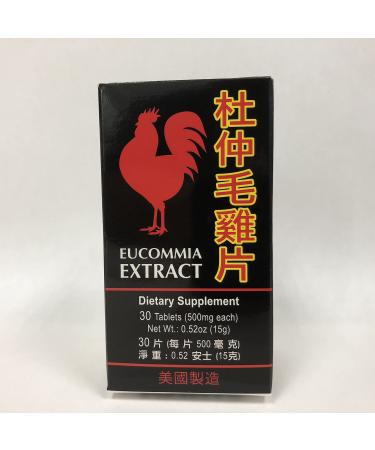 杜仲毛雞片
EUCOMMIA
EXTRACT
Dietary Supplement
30 Tablets (500mg each)
Net Wt.: 0.52oz (15g)
30 片 (每 片 500 毫 克)
淨 重 : 0.52 安士 (15克)
美國製造